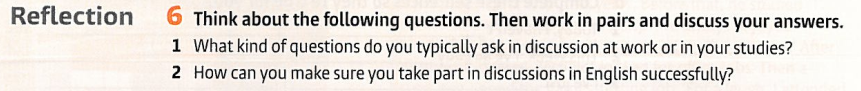 Reflection 6 Think about the following questions. Then work in pairs and discuss your answers.
1 What kind of questions do you typically ask in discussion at work or in your studies?
2 How can you make sure you take part in discussions in English successfully?